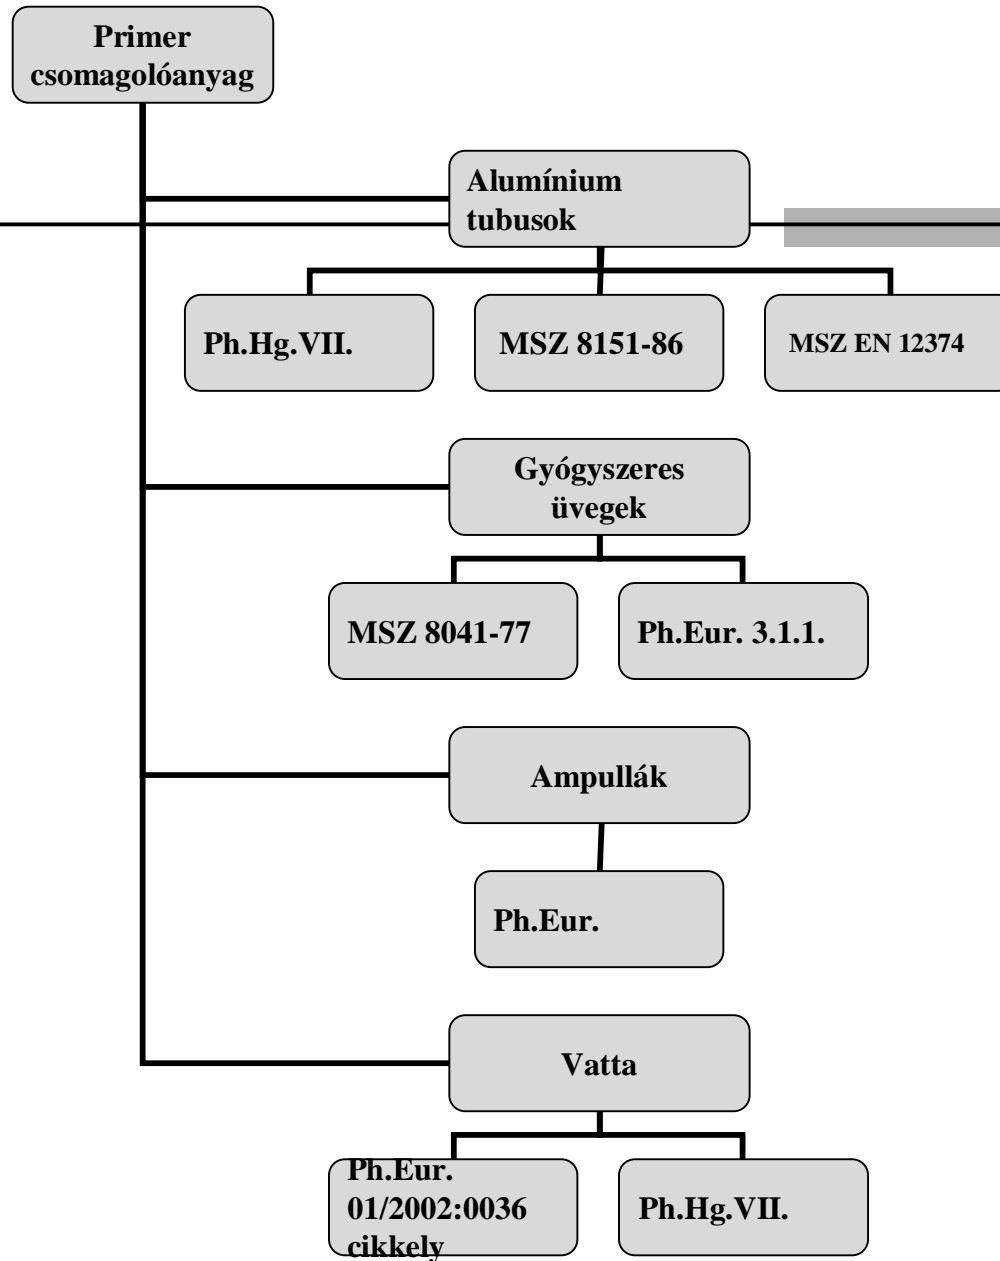 Primer
csomagolóanyag
Alumínium
tubusok
Ph.Hg.VII.
MSZ 8151-86
MSZ EN 12374
Gyógyszeres
üvegek
MSZ 8041-77
Ph.Eur. 3.1.1.
Ampullák
Ph.Eur.
Vatta
Ph.Eur.
01/2002:0036
cikkely
Ph.Hg.VII.